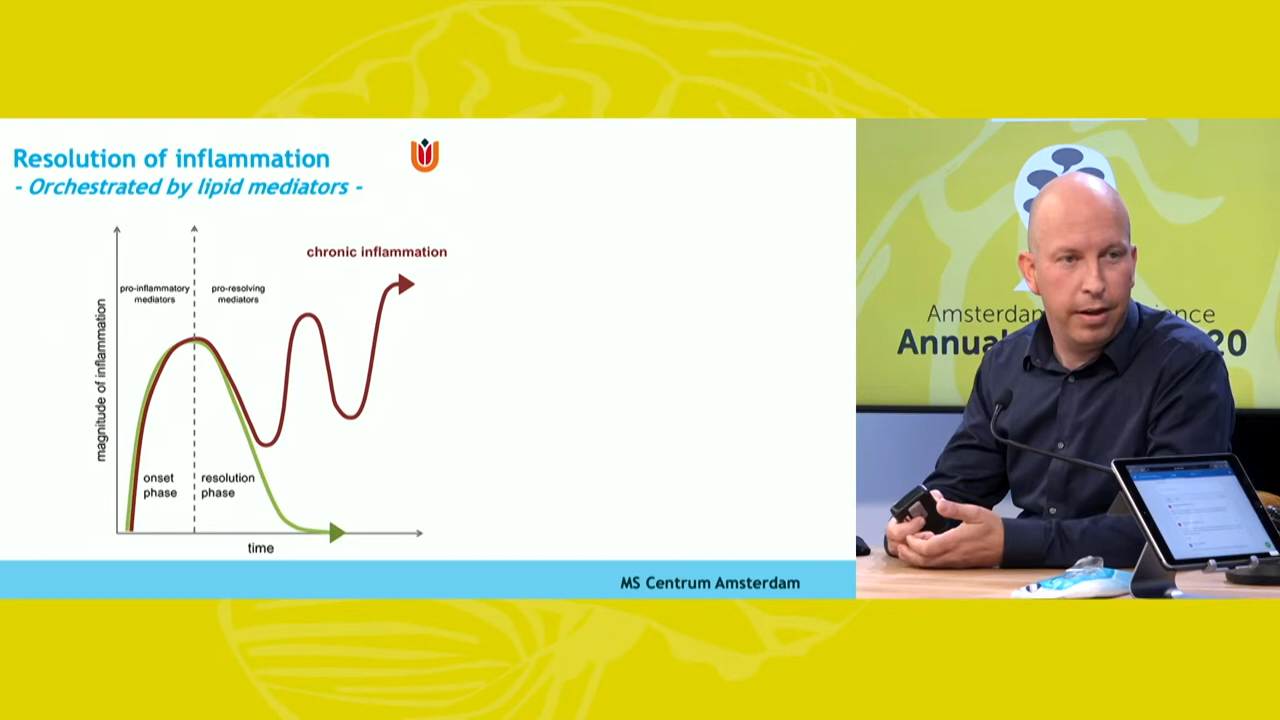 Resolution of inflammation
- Orchestrated by lipid mediators -
chronic inflammation
pro-inflammatory
mediators
pro-resolving
mediators
magnitude of inflammation
onset
phase
resolution
phase
time
MS Centrum Amsterdam
Amsterdam
Annual
20